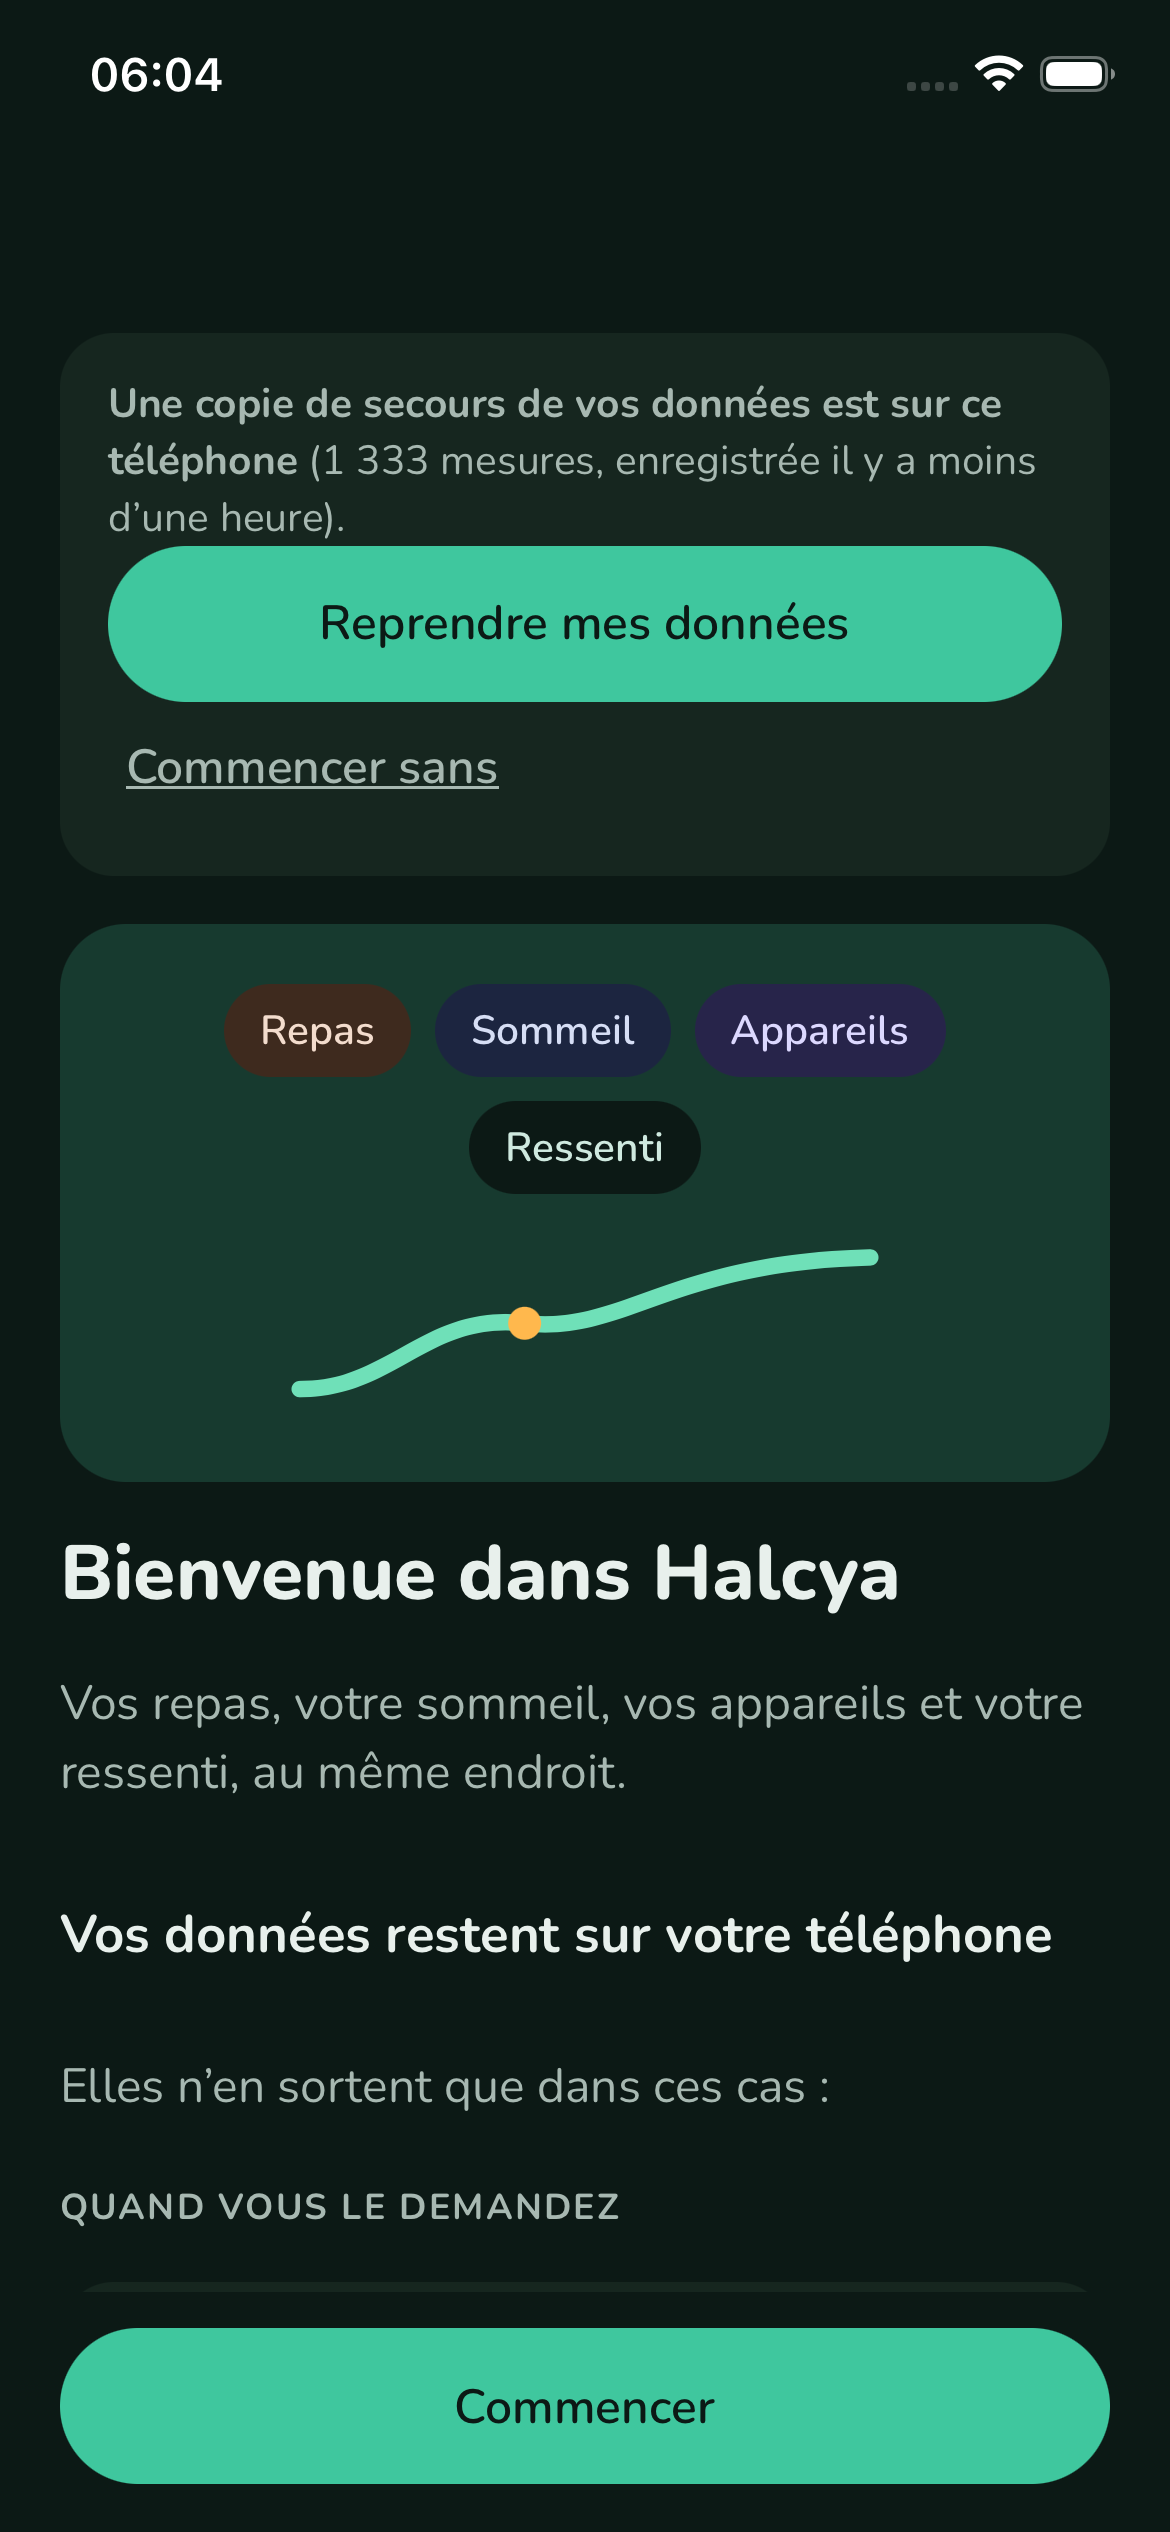 06:04
Une copie de secours de vos données est sur ce
téléphone (1 333 mesures, enregistrée il y a moins
d’une heure).
Reprendre mes données
Commencer sans
Repas
Sommeil
Appareils
Ressenti
Bienvenue dans Halcya
Vos repas, votre sommeil, vos appareils et votre
ressenti, au même endroit.
Vos données restent sur votre téléphone
Elles n’en sortent que dans ces cas :
QUAND VOUS LE DEMANDEZ
Commencer